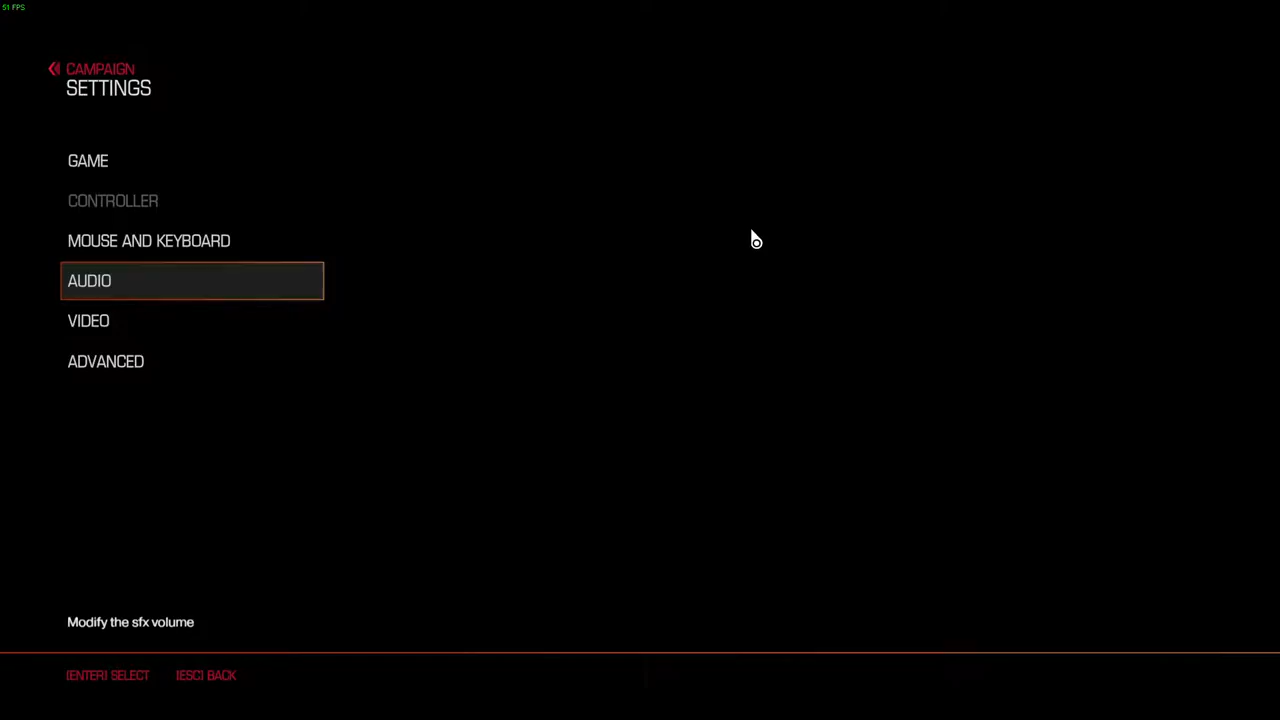 51 FPS
CAMPAIGN
SETTINGS
GAME
CONTROLLER
MOUSE AND KEYBOARD
AUDIO
VIDEO
ADVANCED
Modify the sfx volume
[ENTER] SELECT [ESC] BACK